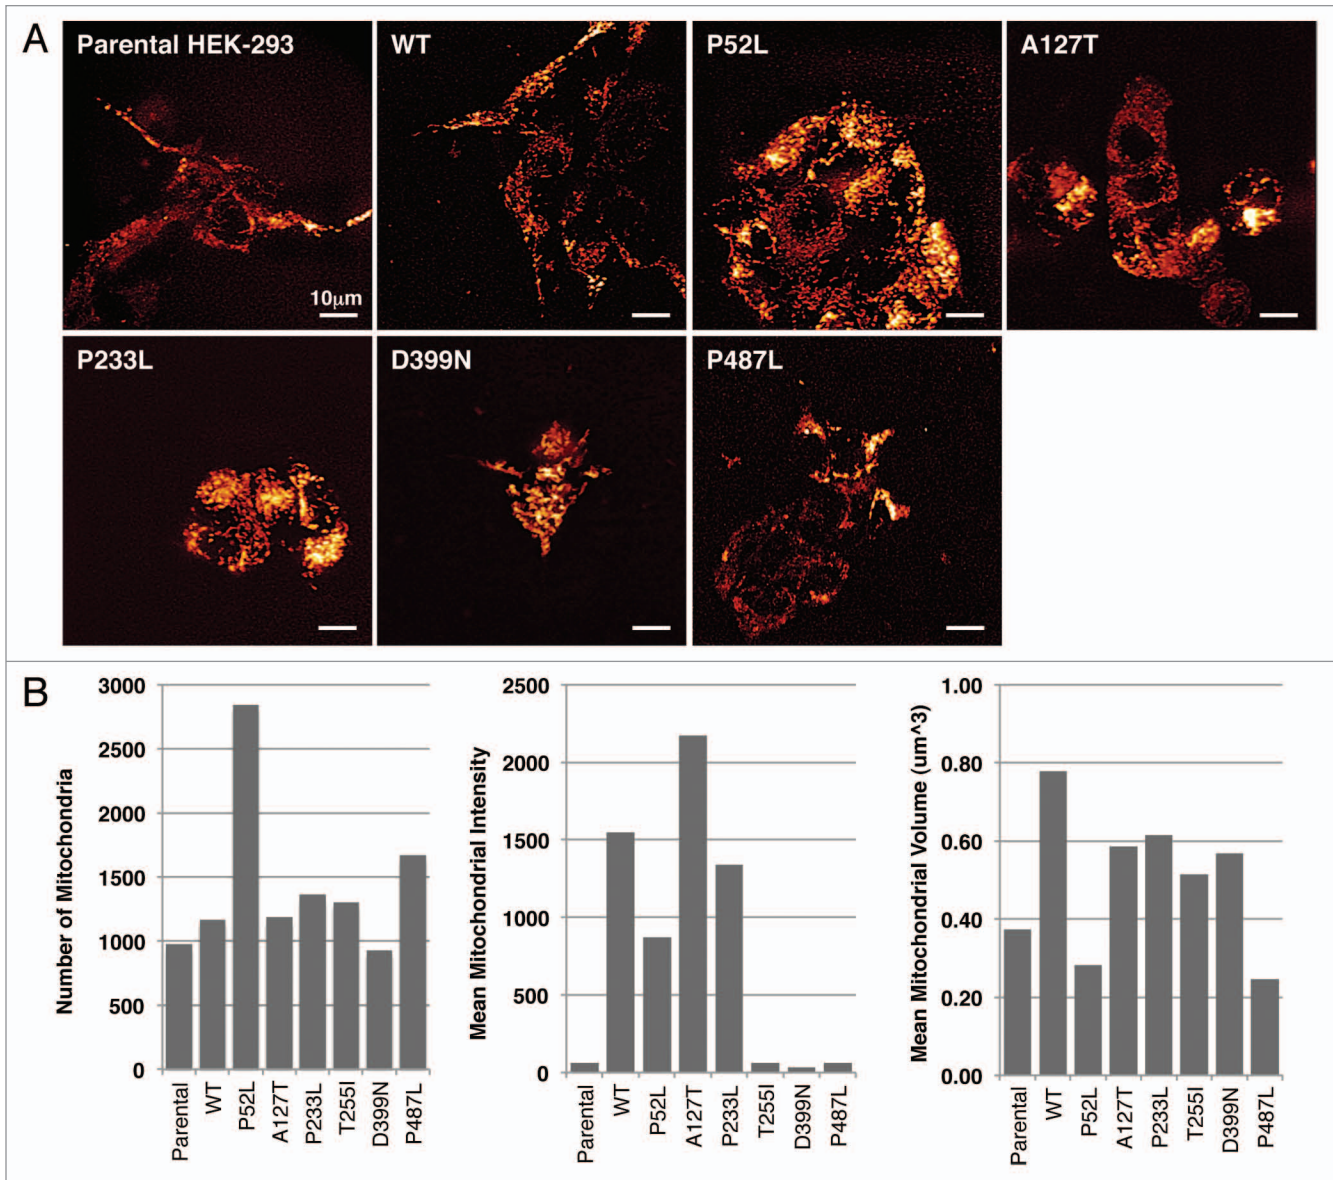 A
Parental HEK-293
WT
P52L
A127T
10µm
P233L
D399N
P487L
B
Number of Mitochondria
3000
2500
2000
1500
1000
500
0
Parental
WT
P52L
A127T
P233L
T255I
D399N
P487L
Mean Mitochondrial Intensity
2500
2000
1500
1000
500
0
Parental
WT
P52L
A127T
P233L
T255I
D399N
P487L
Mean Mitochondrial Volume (um^3)
1.00
0.80
0.60
0.40
0.20
0.00
Parental
WT
P52L
A127T
P233L
T255I
D399N
P487L